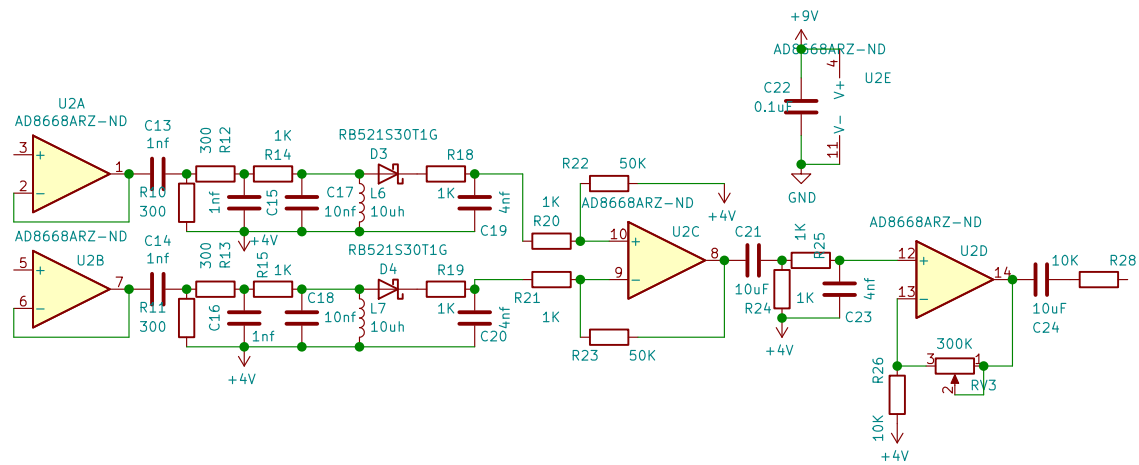 +9V
AD8668ARZ-ND
4
U2E
V+
C22
0.1uF
V-
11
GND
U2A
AD8668ARZ-ND
3
+
1
2
-
C13
1nf
300
R12
R10
300
1K
R14
1nf
C15
+4V
C17
10nf
RB521S30T1G
D3
L6
10uh
R18
1K
4nf
C19
AD8668ARZ-ND
U2B
5
+
7
6
-
C14
1nf
300
R13
R11
300
R15
1K
C16
1nf
+4V
C18
10nf
RB521S30T1G
D4
L7
10uh
R19
1K
4nf
C20
R22
50K
+4V
1K
R20
AD8668ARZ-ND
U2C
10
+
8
9
-
R21
1K
R23
50K
C21
10uF
R24
1K
1K
R25
4nf
C23
+4V
AD8668ARZ-ND
U2D
12
+
14
13
-
300K
3
1
2
RV3
R26
10K
+4V
10K
R28
10uF
C24